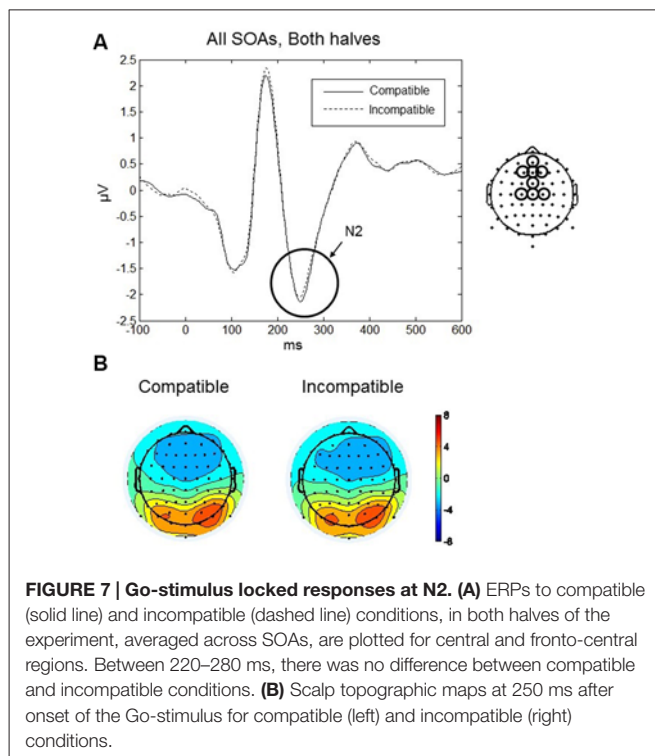 A
All SOAs, Both halves
2.5
2
1.5
1
0.5
0
-0.5
-1
-1.5
-2
-2.5
µV
Compatible
Incompatible
N2
-100 0 100 200 300 400 500 600
ms
B
Compatible Incompatible
8
4
0
-4
-8
FIGURE 7 | Go-stimulus locked responses at N2. (A) ERPs to compatible
(solid line) and incompatible (dashed line) conditions, in both halves of the
experiment, averaged across SOAs, are plotted for central and fronto-central
regions. Between 220–280 ms, there was no difference between compatible
and incompatible conditions. (B) Scalp topographic maps at 250 ms after
onset of the Go-stimulus for compatible (left) and incompatible (right)
conditions.